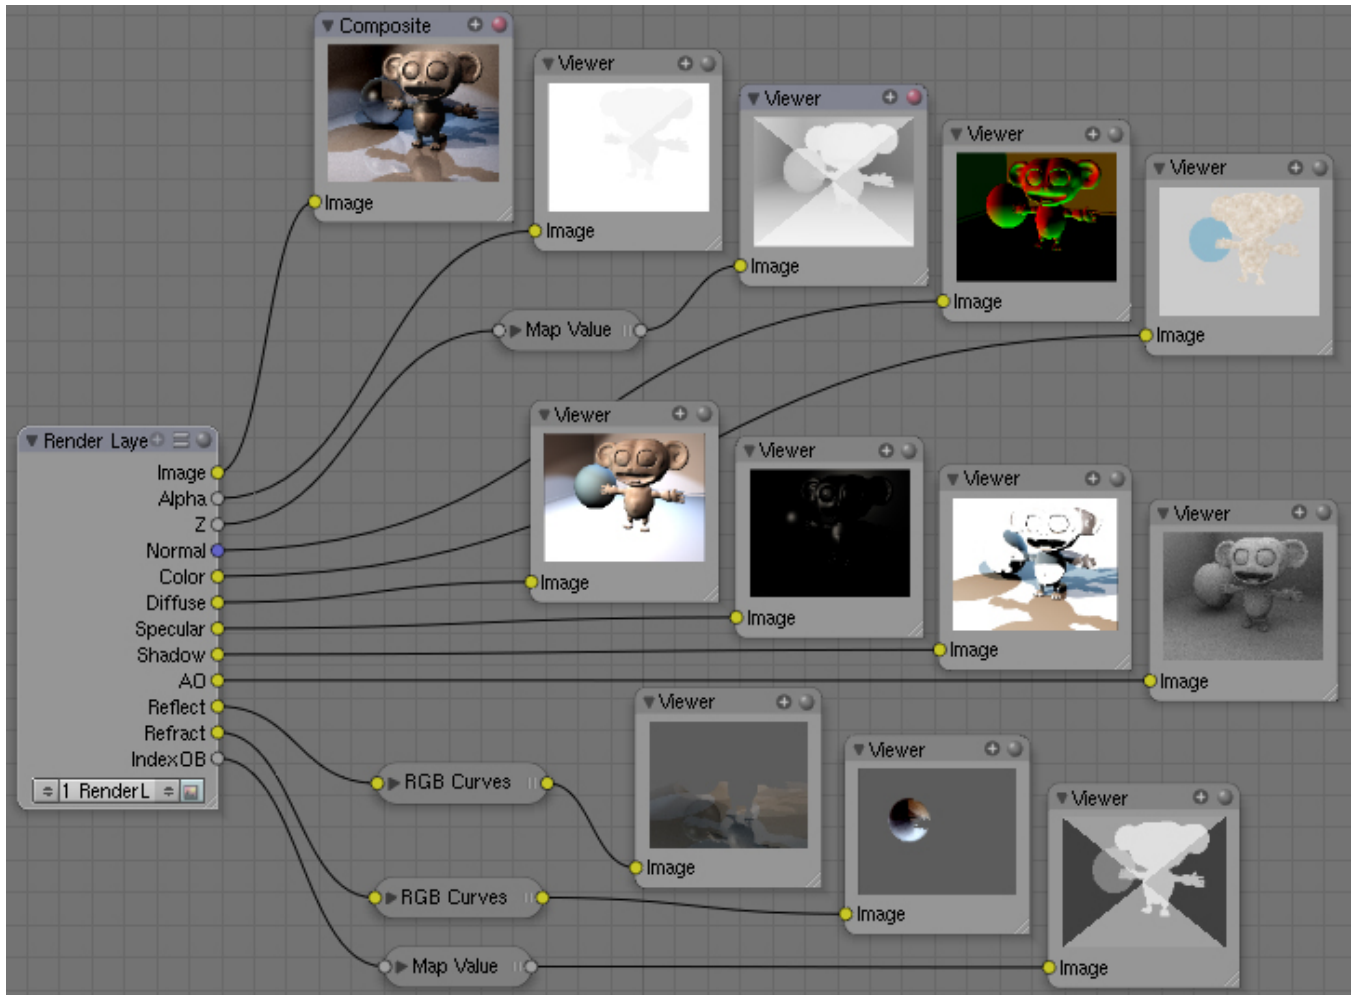 Composite
Image
Viewer
Image
Viewer
Image
Viewer
Image
Viewer
Image
Map Value
Render Laye
Image
Alpha
Z
Normal
Color
Diffuse
Specular
Shadow
AO
Reflect
Refract
IndexOB
1 RenderL
Viewer
Image
Viewer
Image
Viewer
Image
Viewer
Image
Viewer
Image
Viewer
Image
Viewer
Image
RGB Curves
RGB Curves
Map Value